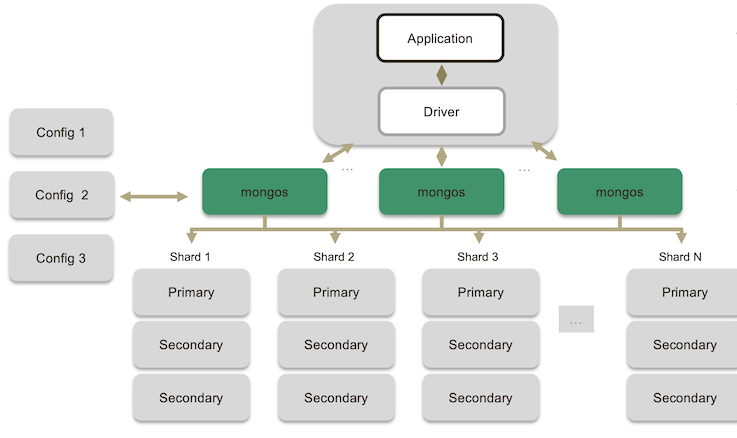 Application
Driver
Config 1
Config 2
Config 3
...
...
mongos
mongos
mongos
Shard 1
Shard 2
Shard 3
Shard N
Primary
Primary
Primary
Primary
...
Secondary
Secondary
Secondary
Secondary
Secondary
Secondary
Secondary
Secondary